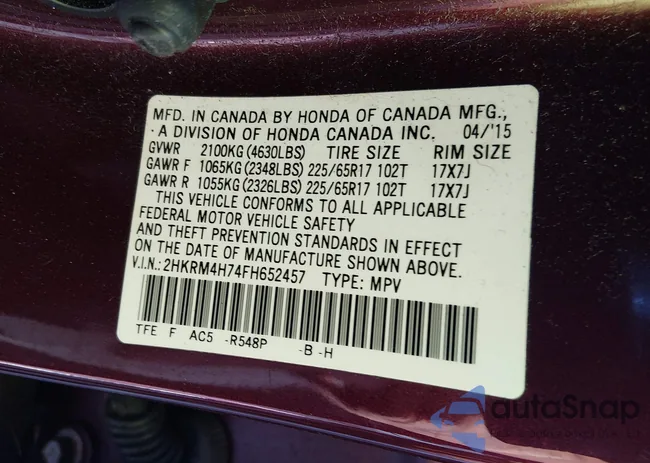 MFD. IN CANADA BY HONDA OF CANADA MFG.,
A DIVISION OF HONDA CANADA INC. 04/'15
GVWR 2100KG(4630LBS) TIRE SIZE RIM SIZE
GAWR F 1065KG(2348LBS) 225/65R17 102T 17X7J
GAWR R 1055KG(2326LBS) 225/65R17 102T 17X7J
THIS VEHICLE CONFORMS TO ALL APPLICABLE
FEDERAL MOTOR VEHICLE SAFETY
AND THEFT PREVENTION STANDARDS IN EFFECT
ON THE DATE OF MANUFACTURE SHOWN ABOVE.
V.I.N.: 2HKRM4H74FH652457 TYPE: MPV
TFE F AC5 -R548P -B -H
autoSnap